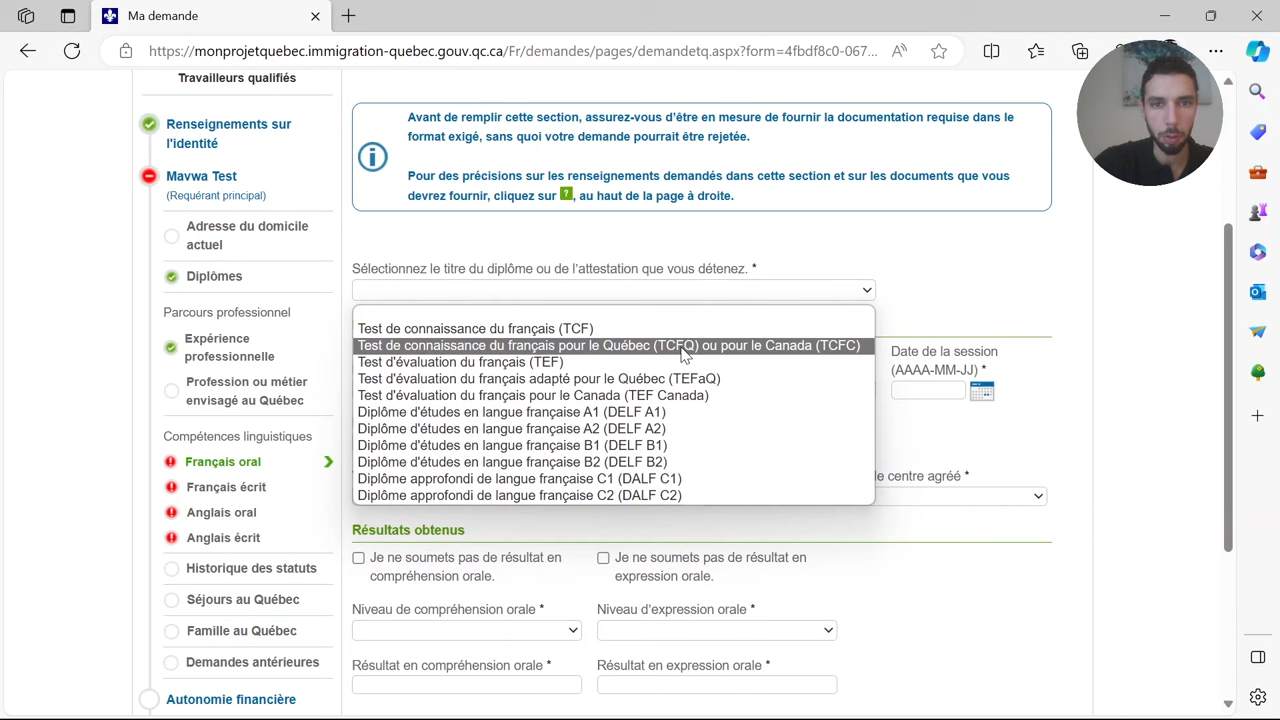 Ma demande
https://monprojetquebec.immigration-quebec.gouv.qc.ca/Fr/demandes/pages/demandetq.aspx?form=4fbdf8c0-067...
Travailleurs qualifiés
Renseignements sur
l'identité
Mavwa Test
(Requérant principal)
Adresse du domicile
actuel
Diplômes
Parcours professionnel
Expérience
professionnelle
Profession ou métier
envisagé au Québec
Compétences linguistiques
Français oral
Français écrit
Anglais oral
Anglais écrit
Historique des statuts
Séjours au Québec
Famille au Québec
Demandes antérieures
Autonomie financière
Avant de remplir cette section, assurez-vous d'être en mesure de fournir la documentation requise dans le
format exigé, sans quoi votre demande pourrait être rejetée.
Pour des précisions sur les renseignements demandés dans cette section et sur les documents que vous
devrez fournir, cliquez sur ?, au haut de la page à droite.
Sélectionnez le titre du diplôme ou de l'attestation que vous détenez. *
Test de connaissance du français (TCF)
Test de connaissance du français pour le Québec (TCFQ) ou pour le Canada (TCFC)
Test d'évaluation du français (TEF)
Test d'évaluation du français adapté pour le Québec (TEFaQ)
Test d'évaluation du français pour le Canada (TEF Canada)
Diplôme d'études en langue française A1 (DELF A1)
Diplôme d'études en langue française A2 (DELF A2)
Diplôme d'études en langue française B1 (DELF B1)
Diplôme d'études en langue française B2 (DELF B2)
Diplôme approfondi de langue française C1 (DALF C1)
Diplôme approfondi de langue française C2 (DALF C2)
Date de la session
(AAAA-MM-JJ) *
le centre agréé *
Résultats obtenus
Je ne soumets pas de résultat en
compréhension orale.
Je ne soumets pas de résultat en
expression orale.
Niveau de compréhension orale *
Niveau d'expression orale *
Résultat en compréhension orale *
Résultat en expression orale *